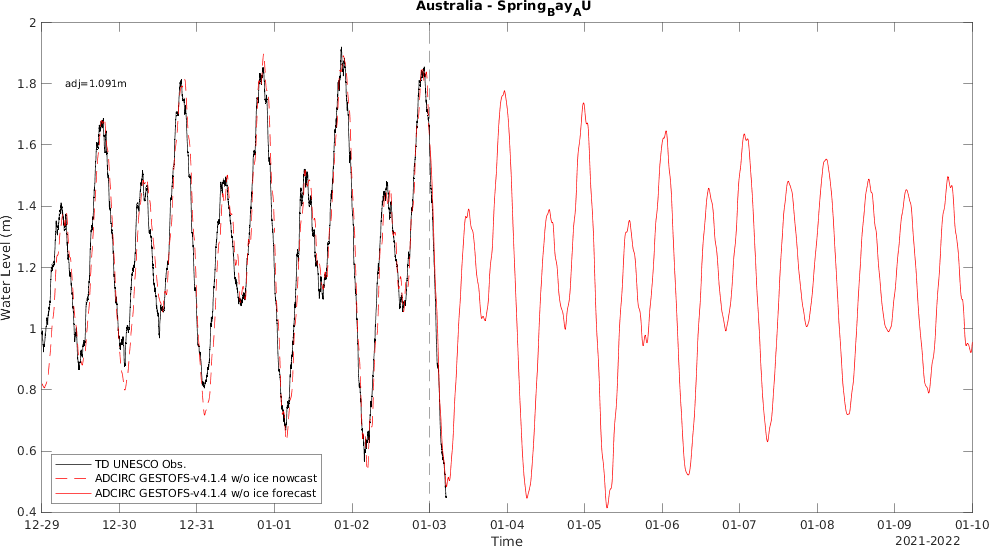 Australia - Spring_Bay_AU
adj=1.091m
Water Level (m)
2
1.8
1.6
1.4
1.2
1
0.8
0.6
0.4
TD UNESCO Obs.
ADCIRC GESTOFS-v4.1.4 w/o ice nowcast
ADCIRC GESTOFS-v4.1.4 w/o ice forecast
12-29 12-30 12-31 01-01 01-02 01-03 01-04 01-05 01-06 01-07 01-08 01-09 01-10
Time
2021-2022